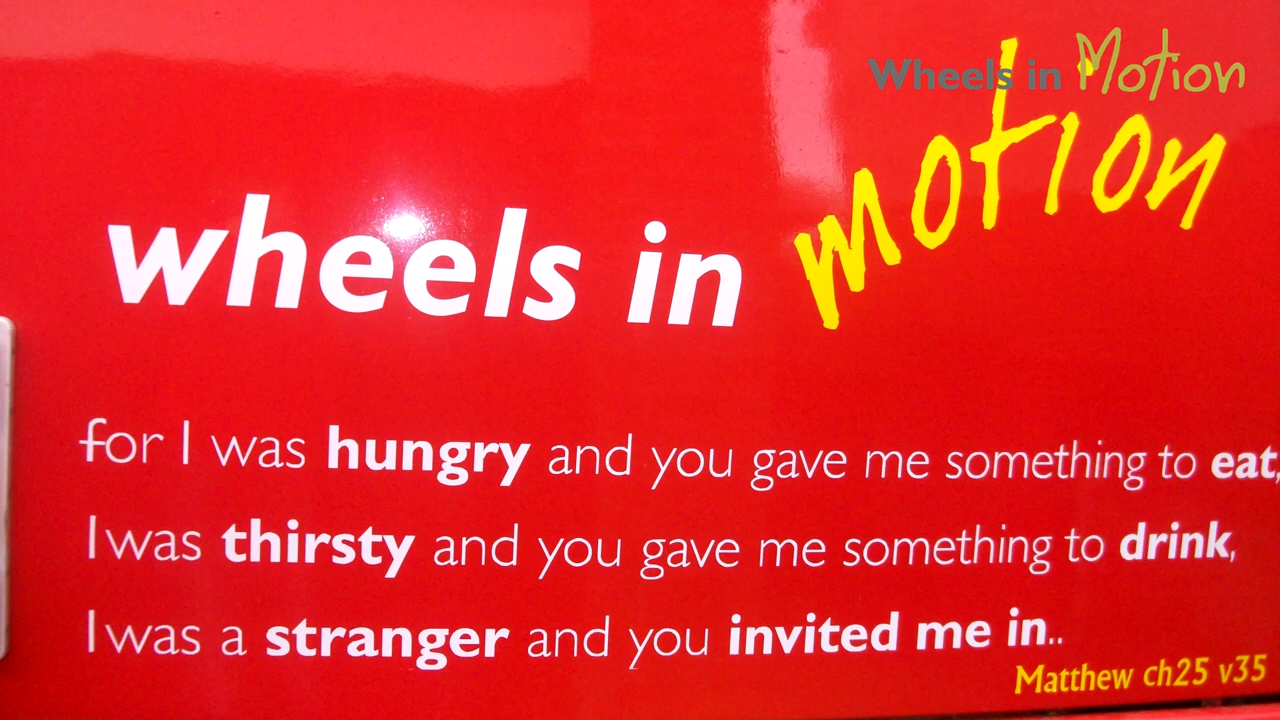 Wheels in Motion
wheels in motion
for I was hungry and you gave me something to eat,
I was thirsty and you gave me something to drink,
I was a stranger and you invited me in..
Matthew ch25 v35